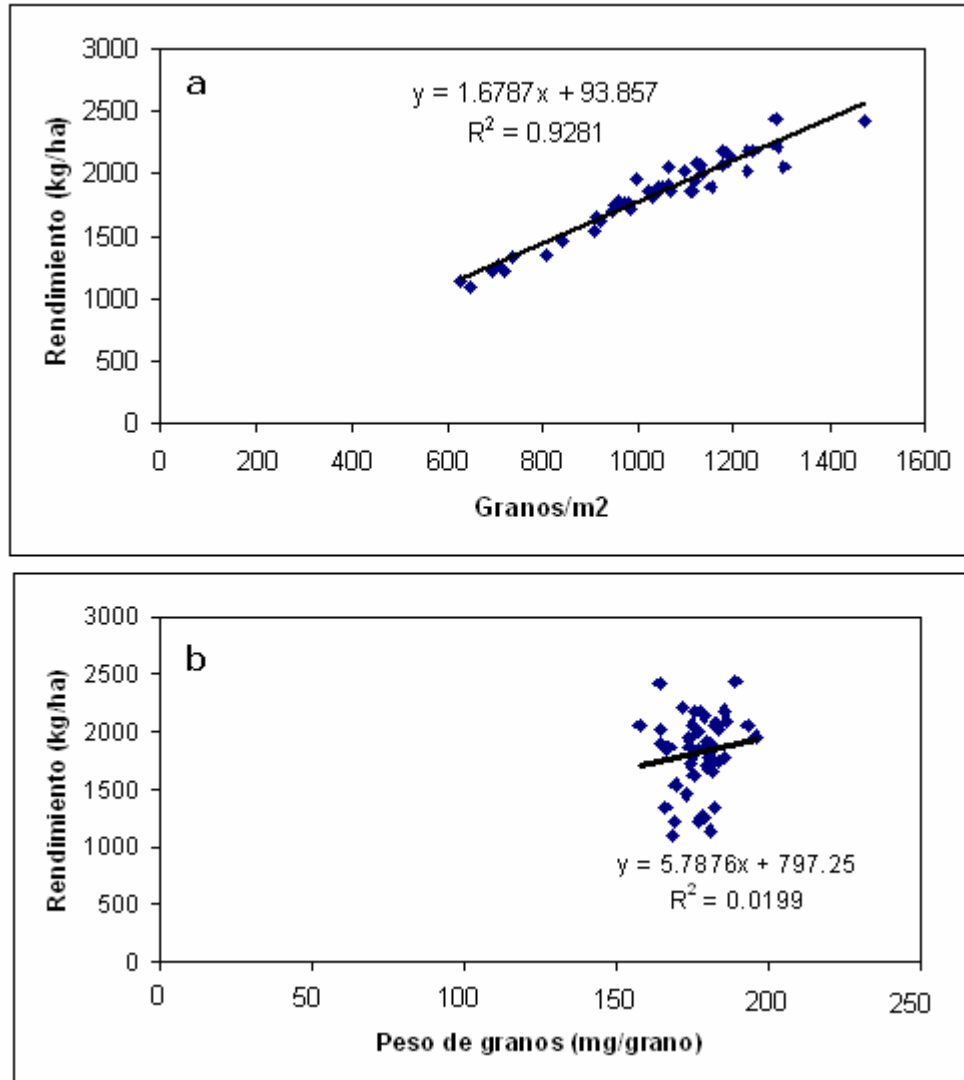 a
y = 1.6787x + 93.857
R² = 0.9281
Rendimiento (kg/ha)
3000
2500
2000
1500
1000
500
0
0 200 400 600 800 1000 1200 1400 1600
Granos/m2
b
y = 5.7876x + 797.25
R² = 0.0199
Rendimiento (kg/ha)
3000
2500
2000
1500
1000
500
0
0 50 100 150 200 250
Peso de granos (mg/grano)